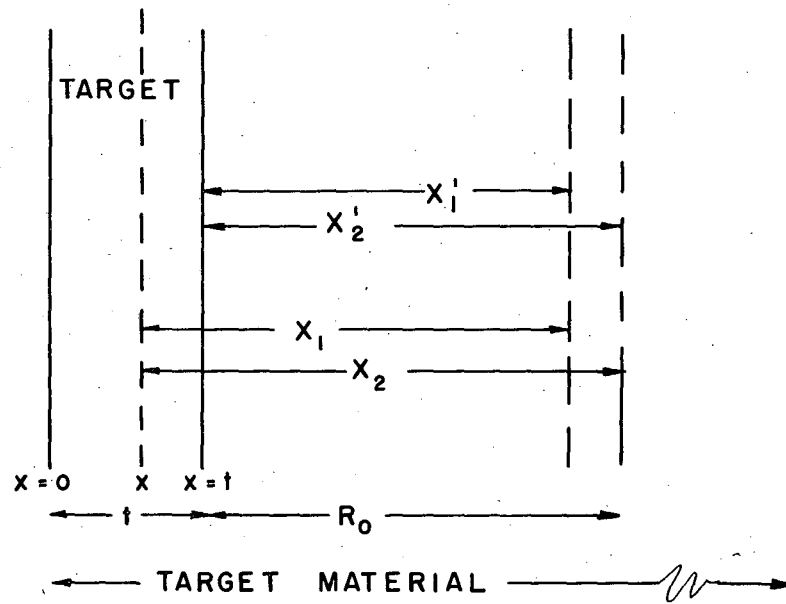 TARGET
X₁'
X₂'
X₁
X₂
x = 0 x x = t
t R₀
TARGET MATERIAL